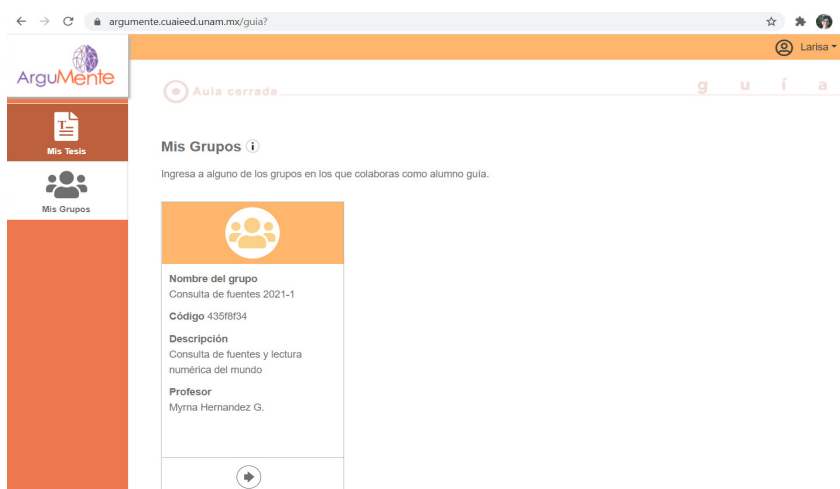 argumente.cuaieed.unam.mx/guia?
Larisa
ArguMente
Aula cerrada
guía
Mis Tesis
Mis Grupos
Mis Grupos i
Ingresa a alguno de los grupos en los que colaboras como alumno guía.
Nombre del grupo
Consulta de fuentes 2021-1
Código 435f8f34
Descripción
Consulta de fuentes y lectura
numérica del mundo
Profesor
Myrna Hernandez G.